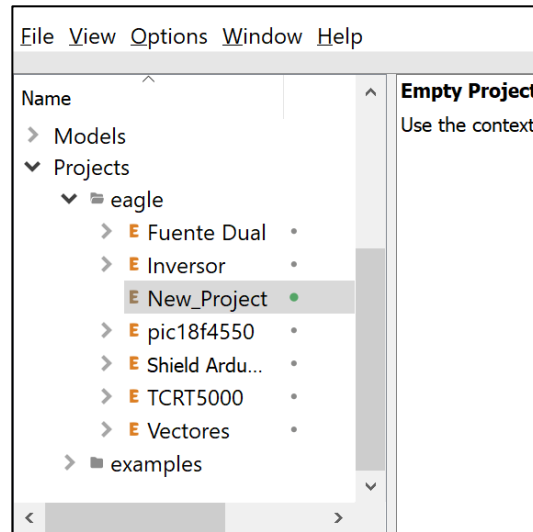 File View Options Window Help
Name
Models
Projects
eagle
E Fuente Dual
E Inversor
E New_Project
E pic18f4550
E Shield Ardu...
E TCRT5000
E Vectores
examples
Empty Project
Use the context